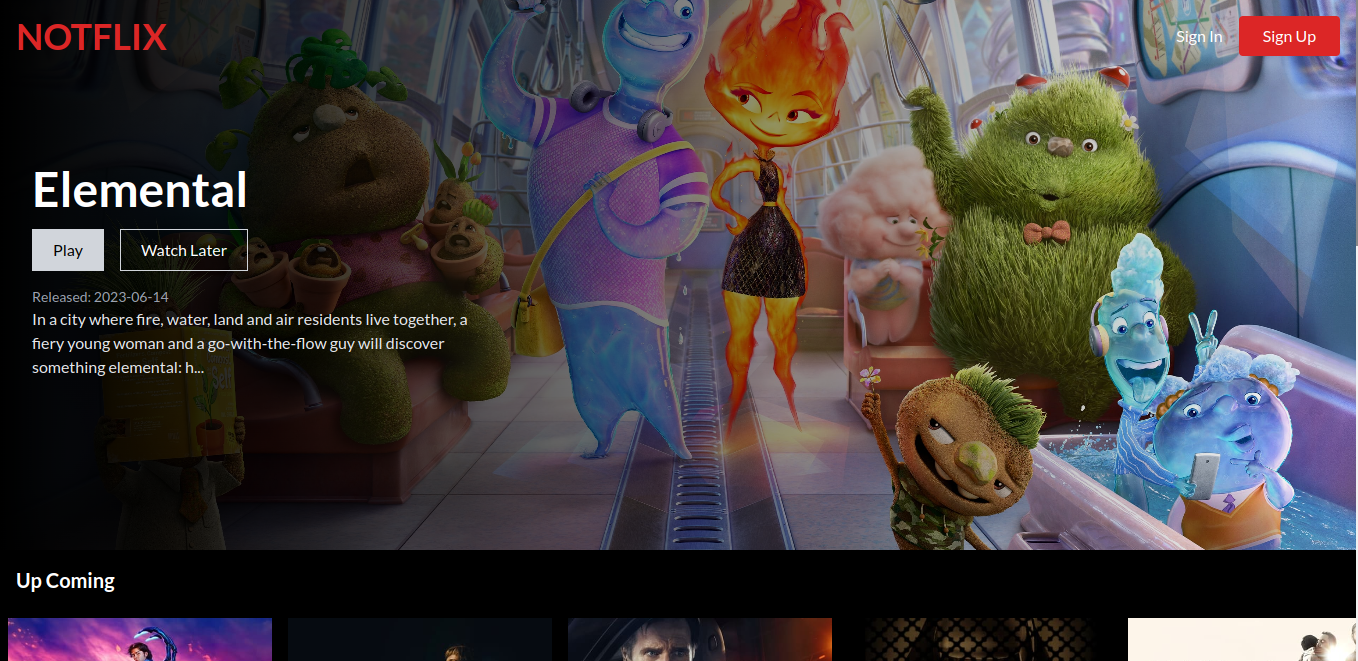 NOTFLIX
Sign In
Sign Up
Elemental
Play
Watch Later
Released: 2023-06-14
In a city where fire, water, land and air residents live together, a
fiery young woman and a go-with-the-flow guy will discover
something elemental: h...
Up Coming